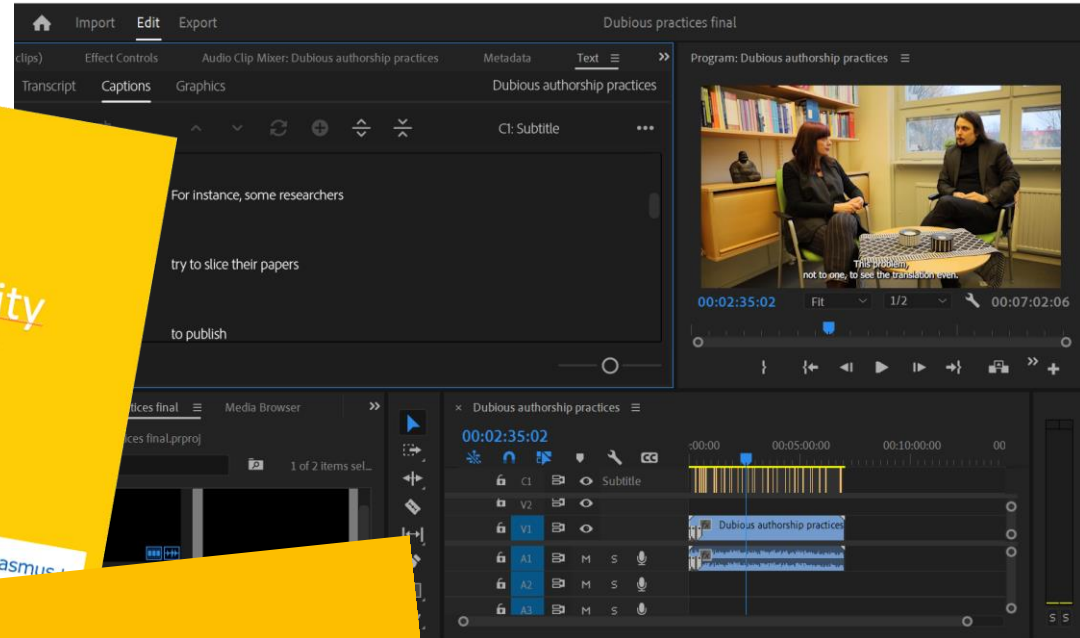 Import Edit Export Dubious practices final
clips) Effect Controls Audio Clip Mixer: Dubious authorship practices Metadata Text
Transcript Captions Graphics Dubious authorship practices
C1: Subtitle
For instance, some researchers
try to slice their papers
to publish
Program: Dubious authorship practices
This problem,
not to one, to see the translation even.
00:02:35:02 Fit 1/2 00:07:02:06
ity
asmus
tices final Media Browser
ices final.prproj
1 of 2 items sel...
× Dubious authorship practices
00:02:35:02
:00:00 00:05:00:00 00:10:00:00 00
C1 Subtitle
V2
V1 Dubious authorship practices
A1 M S
A2 M S
A3 M S
S S